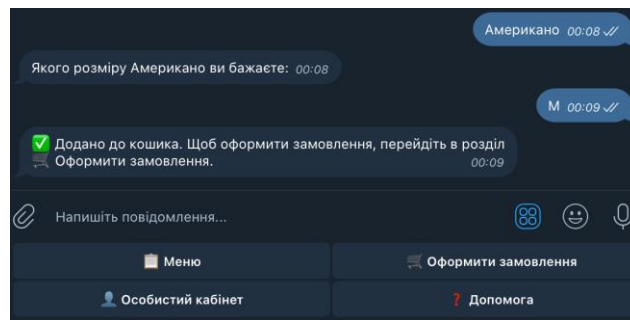 Американо 00:08
Якого розміру Американо ви бажаєте: 00:08
М 00:09
✅ Додано до кошика. Щоб оформити замовлення, перейдіть в розділ
🛒 Оформити замовлення. 00:09
Напишіть повідомлення...
📋 Меню 🛒 Оформити замовлення
👤 Особистий кабінет ❓ Допомога